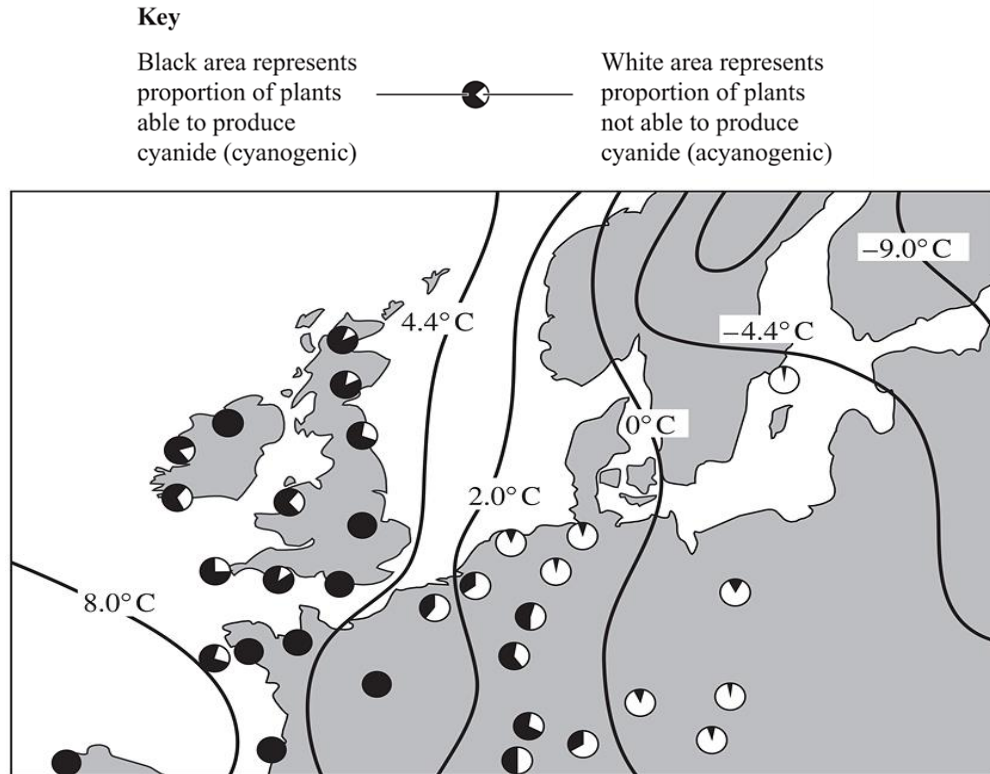 Key
Black area represents
proportion of plants
able to produce
cyanide (cyanogenic)
White area represents
proportion of plants
not able to produce
cyanide (acyanogenic)
–9.0°C
4.4°C
–4.4°C
0°C
2.0°C
8.0°C